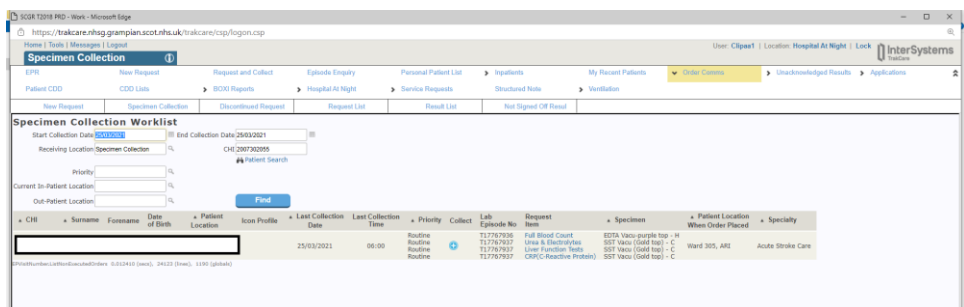 SCGR T2018 PRD - Work - Microsoft Edge
https://trakcare.nhsg.grampian.scot.nhs.uk/trakcare/csp/logon.csp
Home | Tools | Messages | Logout
User: Clipaa1 | Location: Hospital At Night | Lock
InterSystems
TrakCare
Specimen Collection
EPR New Request Request and Collect Episode Enquiry Personal Patient List Inpatients My Recent Patients Order Comms Unacknowledged Results Applications
Patient CDD CDD Lists BOXI Reports Hospital At Night Service Requests Structured Note Ventilation
New Request Specimen Collection Discontinued Request Request List Result List Not Signed Off Resul
Specimen Collection Worklist
Start Collection Date 25/03/2021 End Collection Date 25/03/2021
Receiving Location Specimen Collection CHI 2007302055
Patient Search
Priority
Current In-Patient Location
Out-Patient Location Find
CHI Surname Forename Date of Birth Patient Location Icon Profile Last Collection Date Last Collection Time Priority Collect Lab Episode No Request Item Specimen Patient Location When Order Placed Specialty
Routine T17767936 Full Blood Count EDTA Vacu-purple top - H
25/03/2021 06:00 Routine T17767937 Urea & Electrolytes SST Vacu (Gold top) - C Ward 305, ARI Acute Stroke Care
Routine T17767937 Liver Function Tests SST Vacu (Gold top) - C
Routine T17767937 CRP(C-Reactive Protein) SST Vacu (Gold top) - C
0.012410 (secs), 24123 (lines), 1190 (globals)